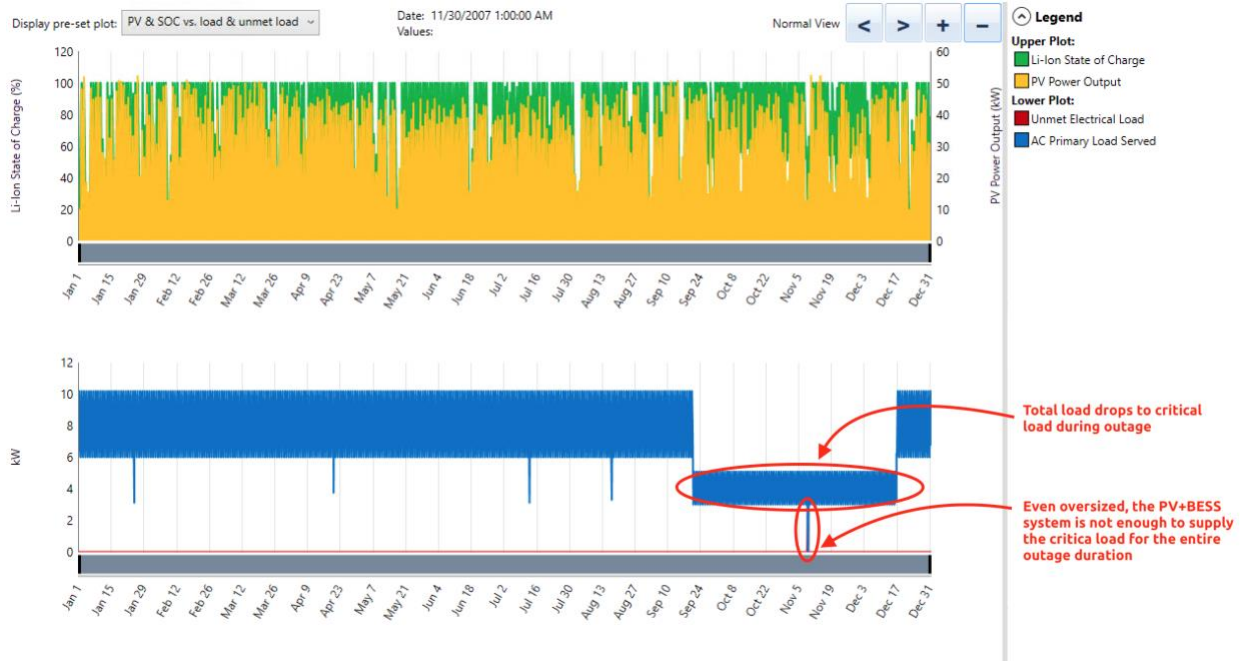 Display pre-set plot: PV & SOC vs. load & unmet load
Date: 11/30/2007 1:00:00 AM
Values:
Normal View < > + −
Legend
Upper Plot:
Li-Ion State of Charge
PV Power Output
Lower Plot:
Unmet Electrical Load
AC Primary Load Served
Li-Ion State of Charge (%)
120
100
80
60
40
20
0
PV Power Output (kW)
60
50
40
30
20
10
0
Jan 1 Jan 15 Jan 29 Feb 12 Feb 26 Mar 12 Mar 26 Apr 9 Apr 23 May 7 May 21 Jun 4 Jun 18 Jul 2 Jul 16 Jul 30 Aug 13 Aug 27 Sep 10 Sep 24 Oct 8 Oct 22 Nov 5 Nov 19 Dec 3 Dec 17 Dec 31
kW
12
10
8
6
4
2
0
Jan 1 Jan 15 Jan 29 Feb 12 Feb 26 Mar 12 Mar 26 Apr 9 Apr 23 May 7 May 21 Jun 4 Jun 18 Jul 2 Jul 16 Jul 30 Aug 13 Aug 27 Sep 10 Sep 24 Oct 8 Oct 22 Nov 5 Nov 19 Dec 3 Dec 17 Dec 31
Total load drops to critical
load during outage
Even oversized, the PV+BESS
system is not enough to supply
the critica load for the entire
outage duration